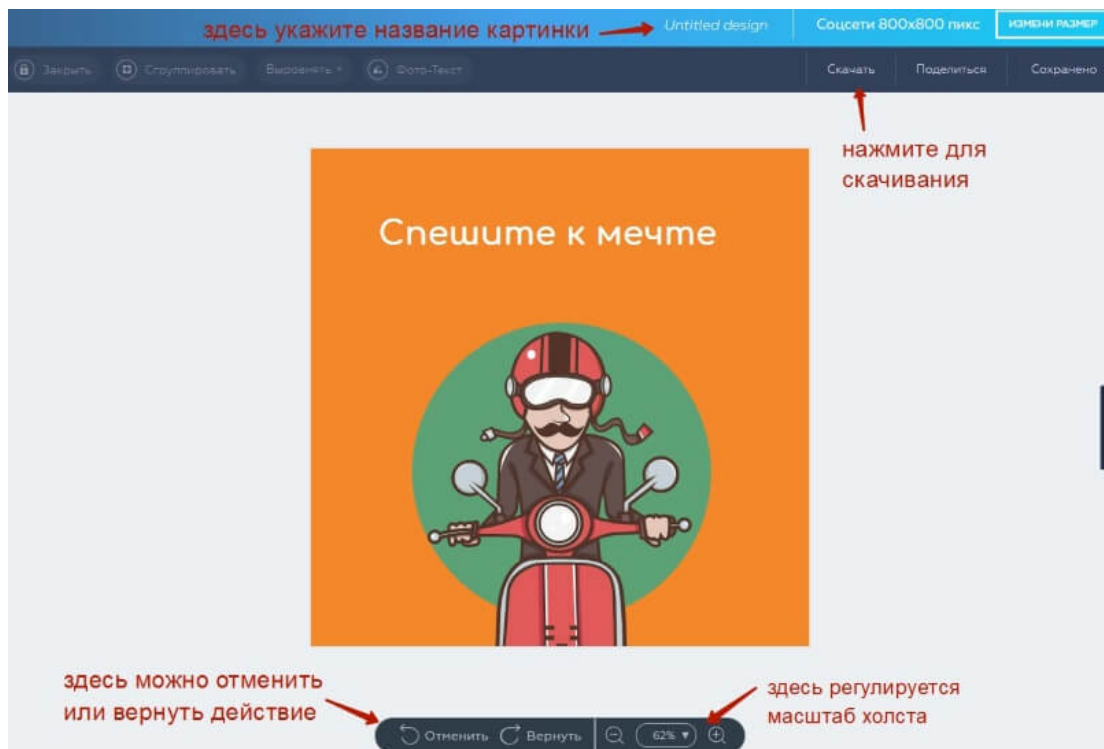 здесь укажите название картинки
Untitled design
Соцсети 800x800 пикс
ИЗМЕНИ РАЗМЕР
Закрыть
Сгруппировать
Выровнять
Фото-Текст
Скачать
Поделиться
Сохранено
нажмите для
скачивания
Спешите к мечте
здесь можно отменить
или вернуть действие
здесь регулируется
масштаб холста
Отменить
Вернуть
62%